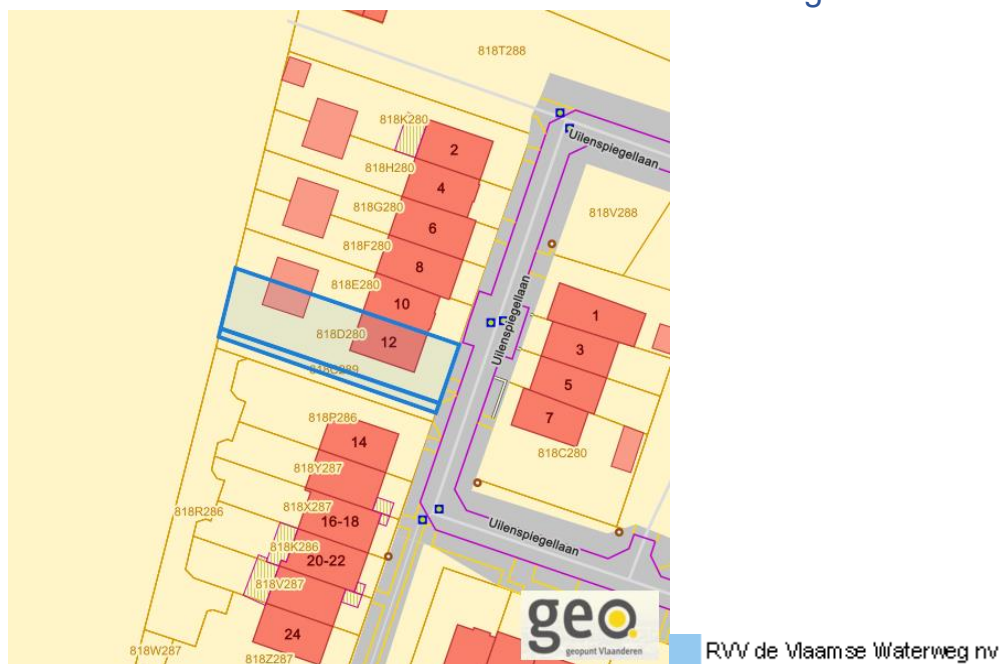 g
818T288
818K280
2
Uilenspiegellaan
818H280
4
818G280
6
818V288
818F280
8
818E280
10
1
818D280
12
Uilenspiegellaan
3
5
818P286
7
14
818C280
818Y287
818X287
818R286
16-18
Uilenspiegellaan
818K286
20-22
818V287
geo
geopunt Vlaanderen
24
818W287
818Z287
RVV de Vlaamse Waterweg nv